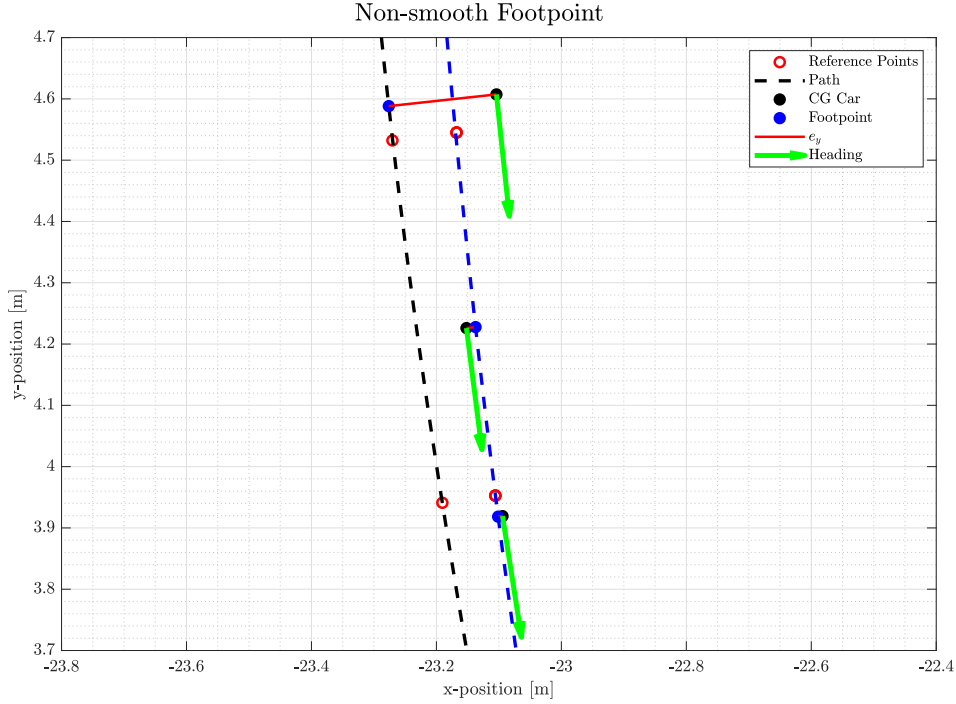 Non-smooth Footpoint
4.7
4.6
4.5
4.4
4.3
4.2
4.1
4
3.9
3.8
3.7
y-position [m]
Reference Points
Path
CG Car
Footpoint
e_y
Heading
-23.8 -23.6 -23.4 -23.2 -23 -22.8 -22.6 -22.4
x-position [m]